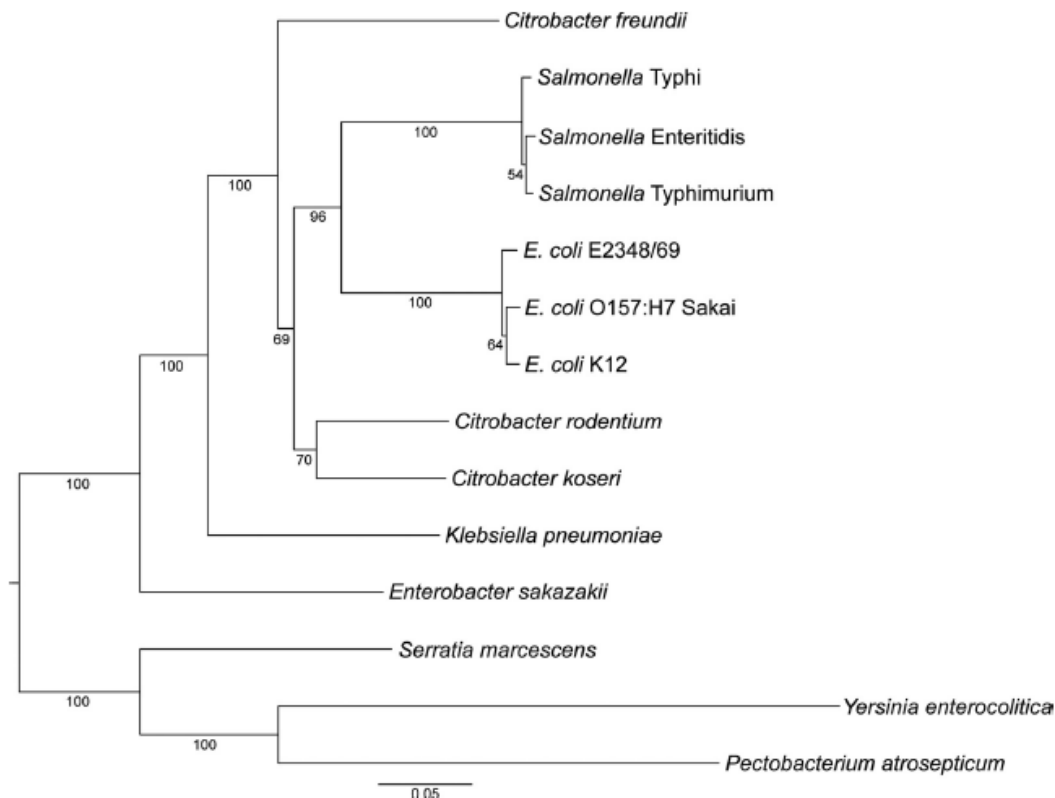 Citrobacter freundii
Salmonella Typhi
100
Salmonella Enteritidis
54
Salmonella Typhimurium
100
96
E. coli E2348/69
100
E. coli O157:H7 Sakai
69
64
E. coli K12
100
Citrobacter rodentium
70
Citrobacter koseri
100
Klebsiella pneumoniae
Enterobacter sakazakii
Serratia marcescens
100
Yersinia enterocolitica
100
Pectobacterium atrosepticum
0.05